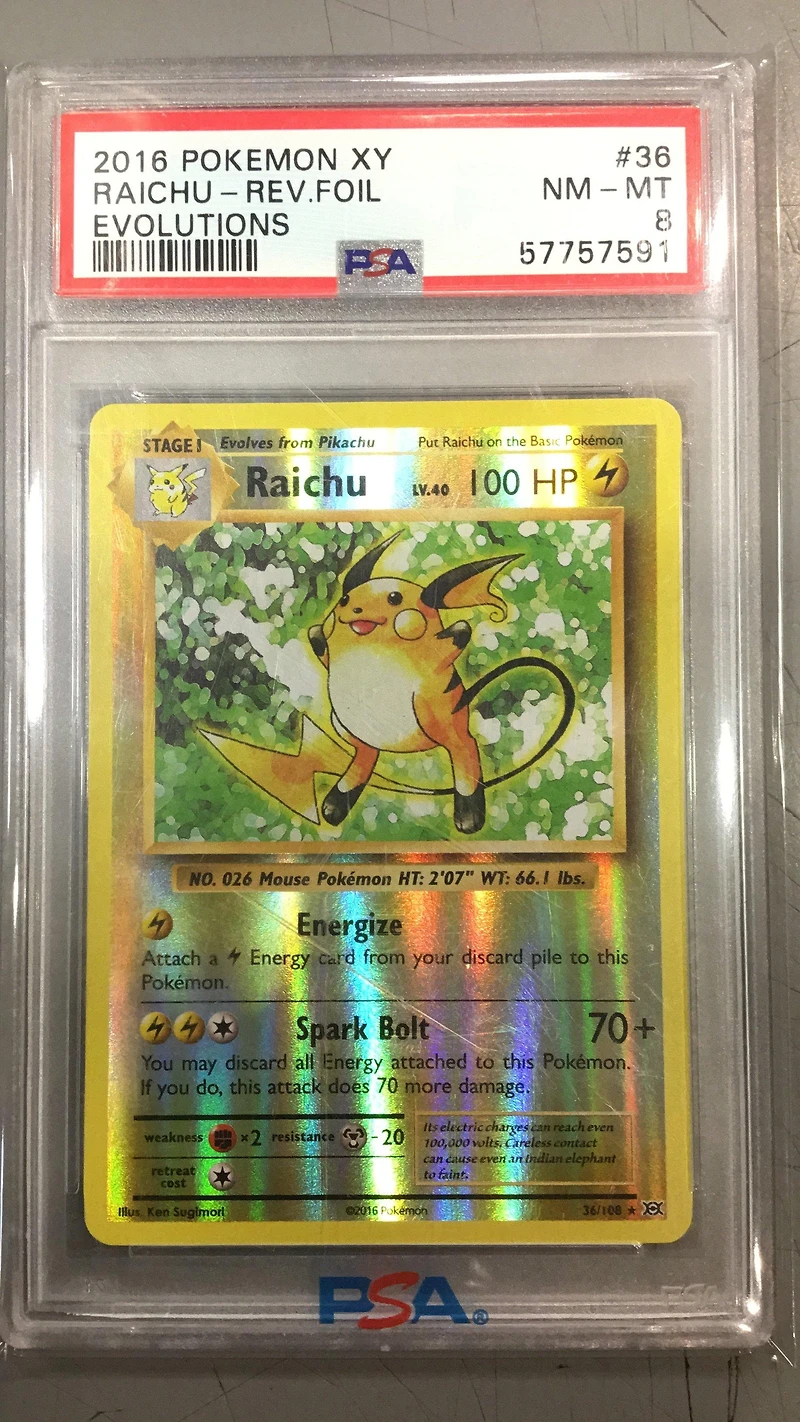 2016 POKEMON XY #36
RAICHU - REV.FOIL NM - MT
EVOLUTIONS 8
PSA 57757591
STAGE 1 Evolves from Pikachu Put Raichu on the Basic Pokémon
Raichu LV.40 100 HP
NO. 026 Mouse Pokémon HT: 2'07" WT: 66.1 lbs.
Energize
Attach a Energy card from your discard pile to this
Pokémon.
Spark Bolt 70+
You may discard all Energy attached to this Pokémon.
If you do, this attack does 70 more damage.
weakness ×2 resistance -20
retreat
cost
Its electric charges can reach even
100,000 volts. Careless contact
can cause even an Indian elephant
to faint.
Illus. Ken Sugimori ©2016 Pokémon 36/108 ★
PSA®